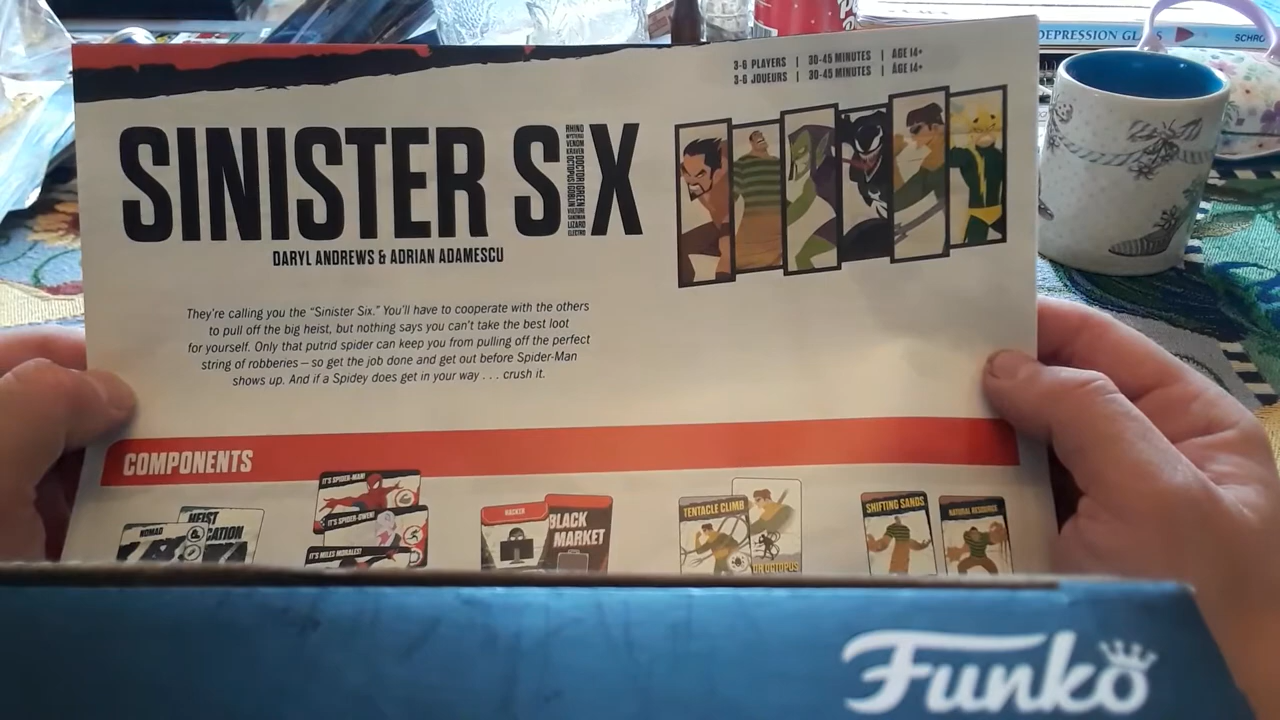 DEPRESSION GLASS
SCHRO
3-6 PLAYERS | 30-45 MINUTES | AGE 14+
3-6 JOUEURS | 30-45 MINUTES | ÂGE 14+
SINISTER SIX
RHINO
MYSTERIO
VENOM
KRAVEN
DOCTOR OCTOPUS
GREEN GOBLIN
VULTURE
SANDMAN
LIZARD
ELECTRO
DARYL ANDREWS & ADRIAN ADAMESCU
They're calling you the “Sinister Six.” You'll have to cooperate with the others
to pull off the big heist, but nothing says you can't take the best loot
for yourself. Only that putrid spider can keep you from pulling off the perfect
string of robberies – so get the job done and get out before Spider-Man
shows up. And if a Spidey does get in your way . . . crush it.
COMPONENTS
NOMAD
HEIST
CATION
IT'S SPIDER-MAN!
IT'S SPIDER-GWEN!
IT'S MILES MORALES!
HACKER
BLACK
MARKET
TENTACLE CLIMB
DR OCTOPUS
SHIFTING SANDS
NATURAL RESOURCE
Funko